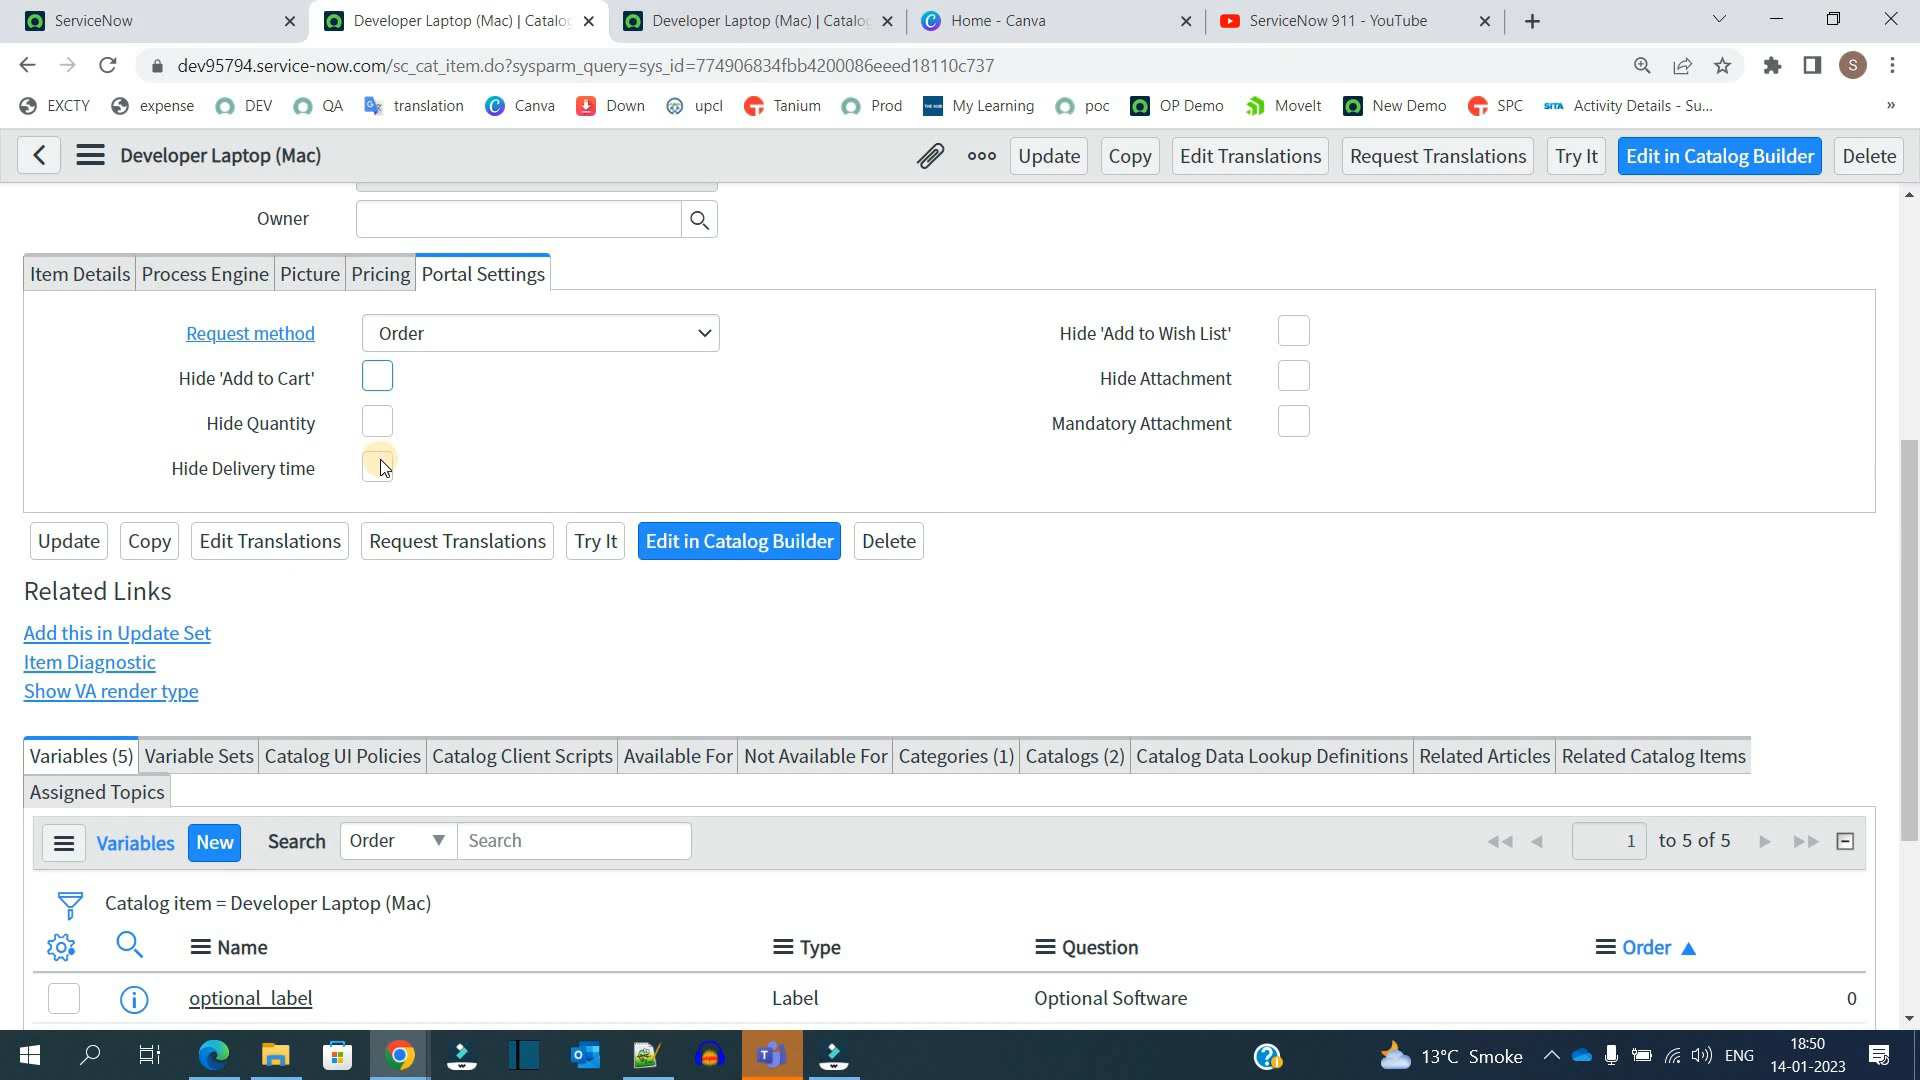 ServiceNow
Developer Laptop (Mac) | Catalog
Developer Laptop (Mac) | Catalog
Home - Canva
ServiceNow 911 - YouTube
dev95794.service-now.com/sc_cat_item.do?sysparm_query=sys_id=774906834fbb4200086eeed18110c737
S
EXCTY expense DEV QA translation Canva Down upcl Tanium Prod My Learning poc OP Demo MoveIt New Demo SPC Activity Details - Su... »
Developer Laptop (Mac)
Update Copy Edit Translations Request Translations Try It Edit in Catalog Builder Delete
Owner
Item Details Process Engine Picture Pricing Portal Settings
Request method Order Hide 'Add to Wish List'
Hide 'Add to Cart' Hide Attachment
Hide Quantity Mandatory Attachment
Hide Delivery time
Update Copy Edit Translations Request Translations Try It Edit in Catalog Builder Delete
Related Links
Add this in Update Set
Item Diagnostic
Show VA render type
Variables (5) Variable Sets Catalog UI Policies Catalog Client Scripts Available For Not Available For Categories (1) Catalogs (2) Catalog Data Lookup Definitions Related Articles Related Catalog Items
Assigned Topics
Variables New Search Order Search 1 to 5 of 5
Catalog item = Developer Laptop (Mac)
Name Type Question Order
optional_label Label Optional Software 0
13°C Smoke ENG
18:50
14-01-2023